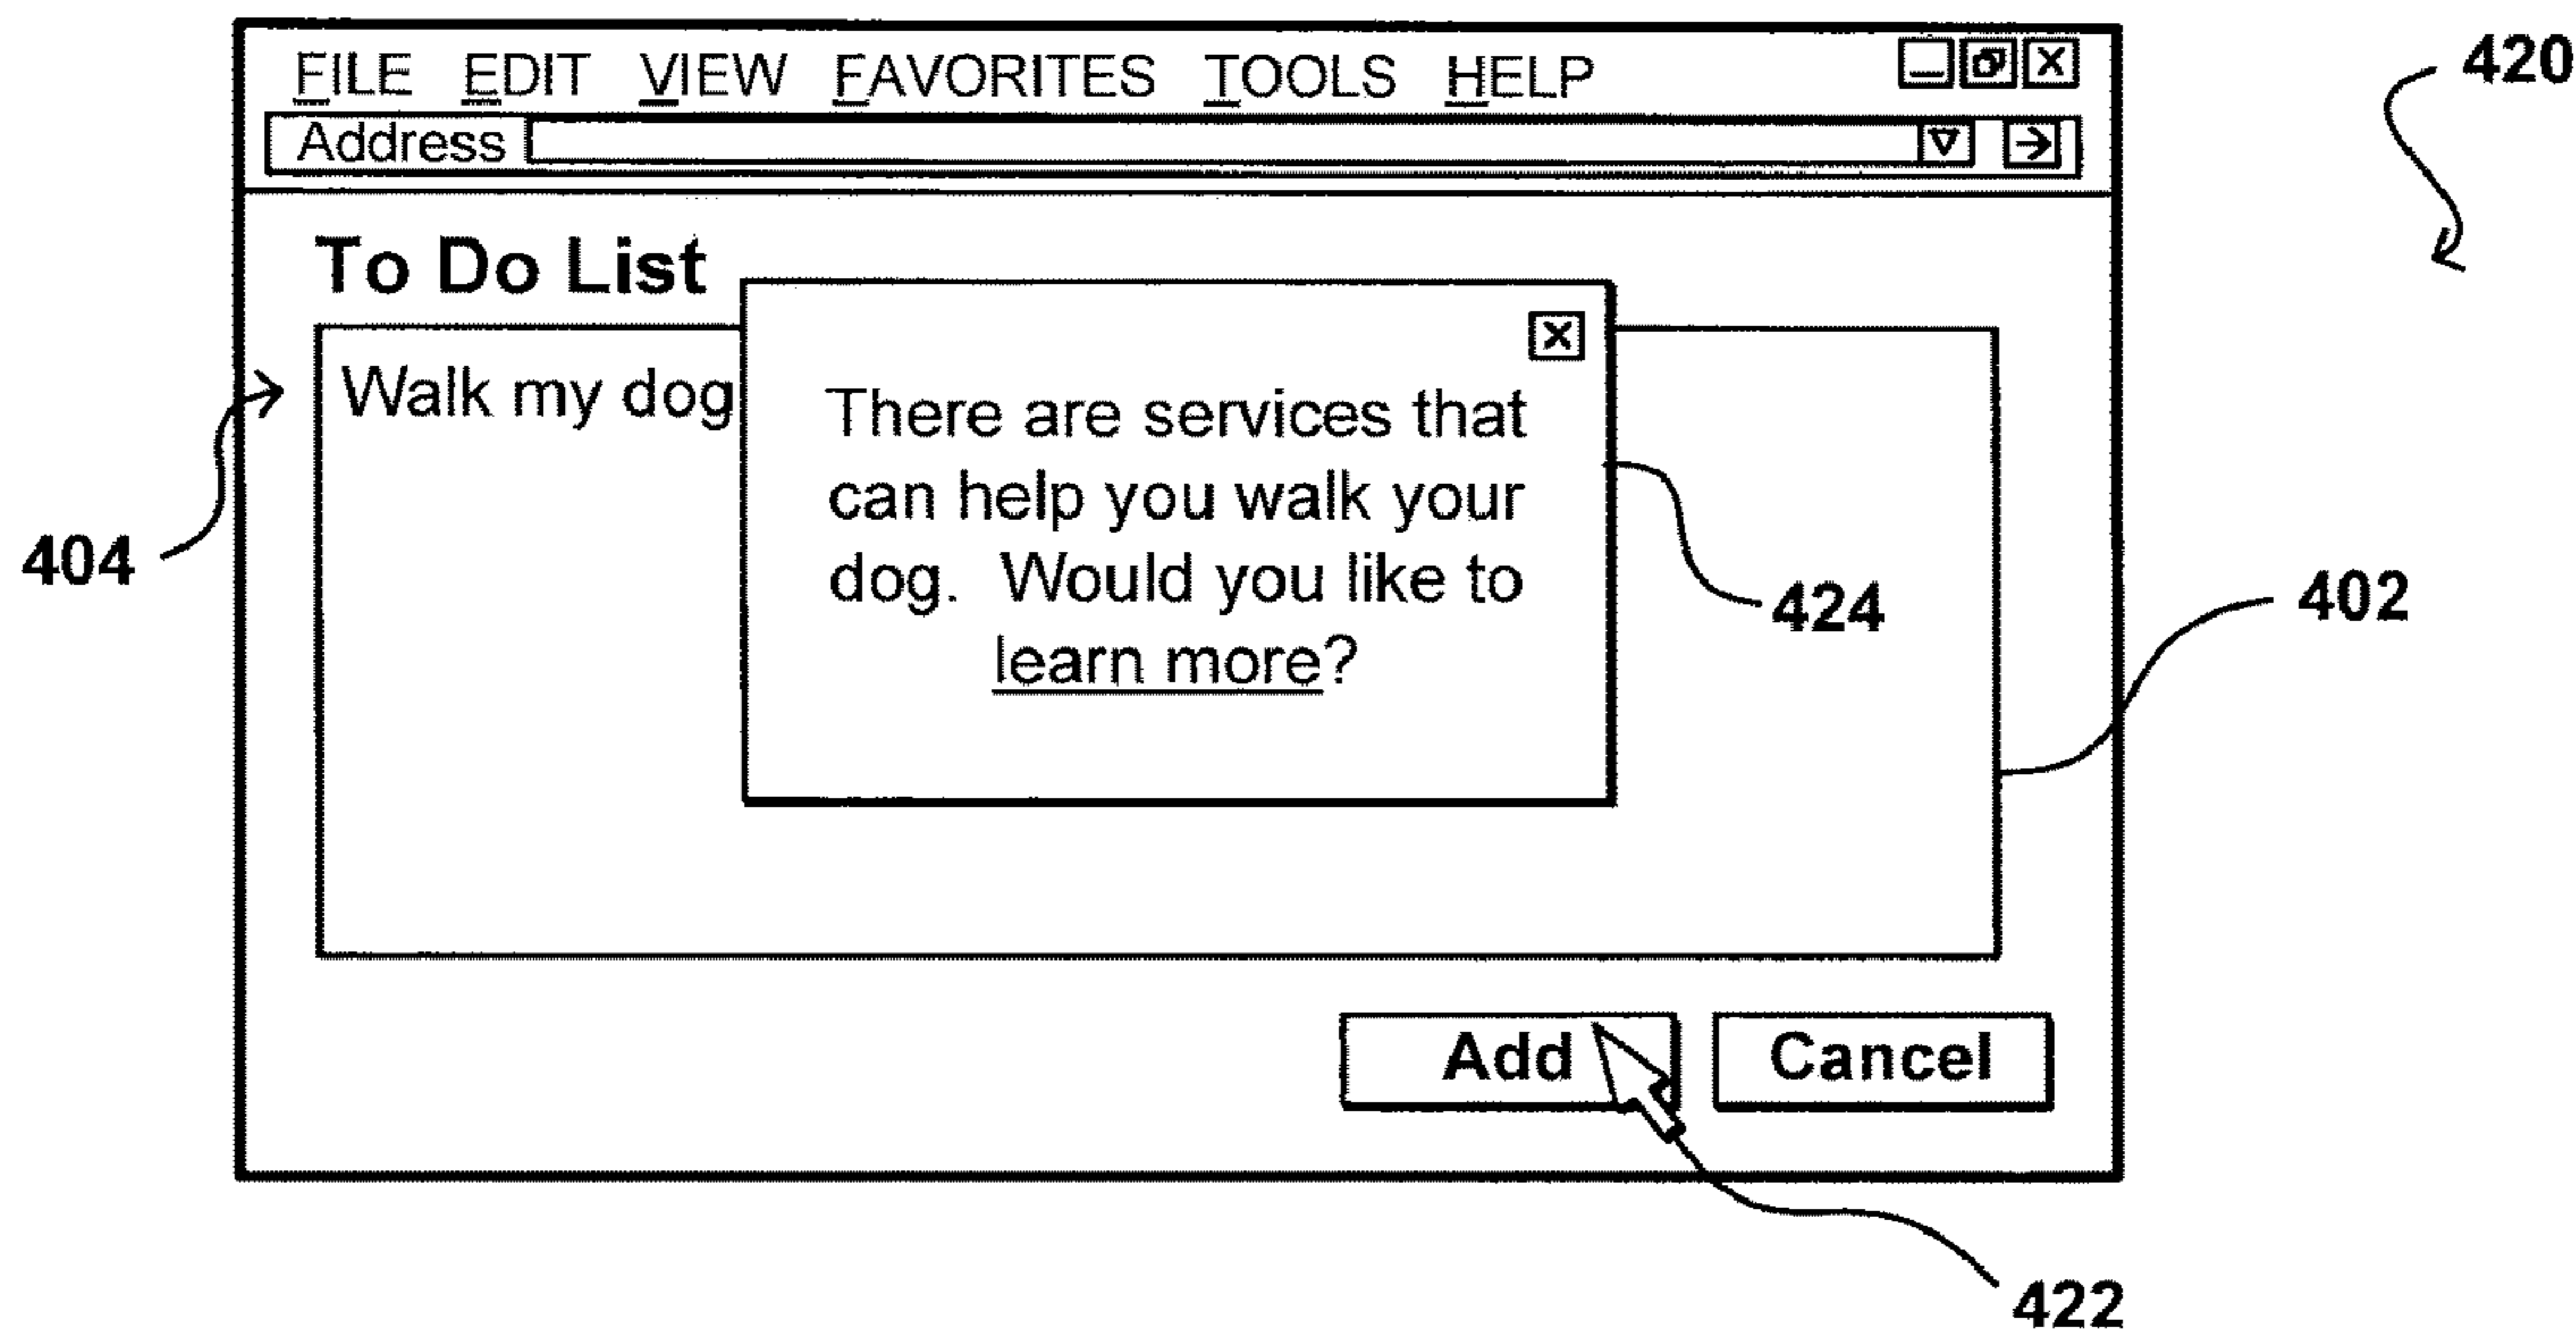 FILE EDIT VIEW FAVORITES TOOLS HELP
420
Address
To Do List
Walk my dog
There are services that
can help you walk your
dog. Would you like to
learn more?
404
424
402
Add
Cancel
422